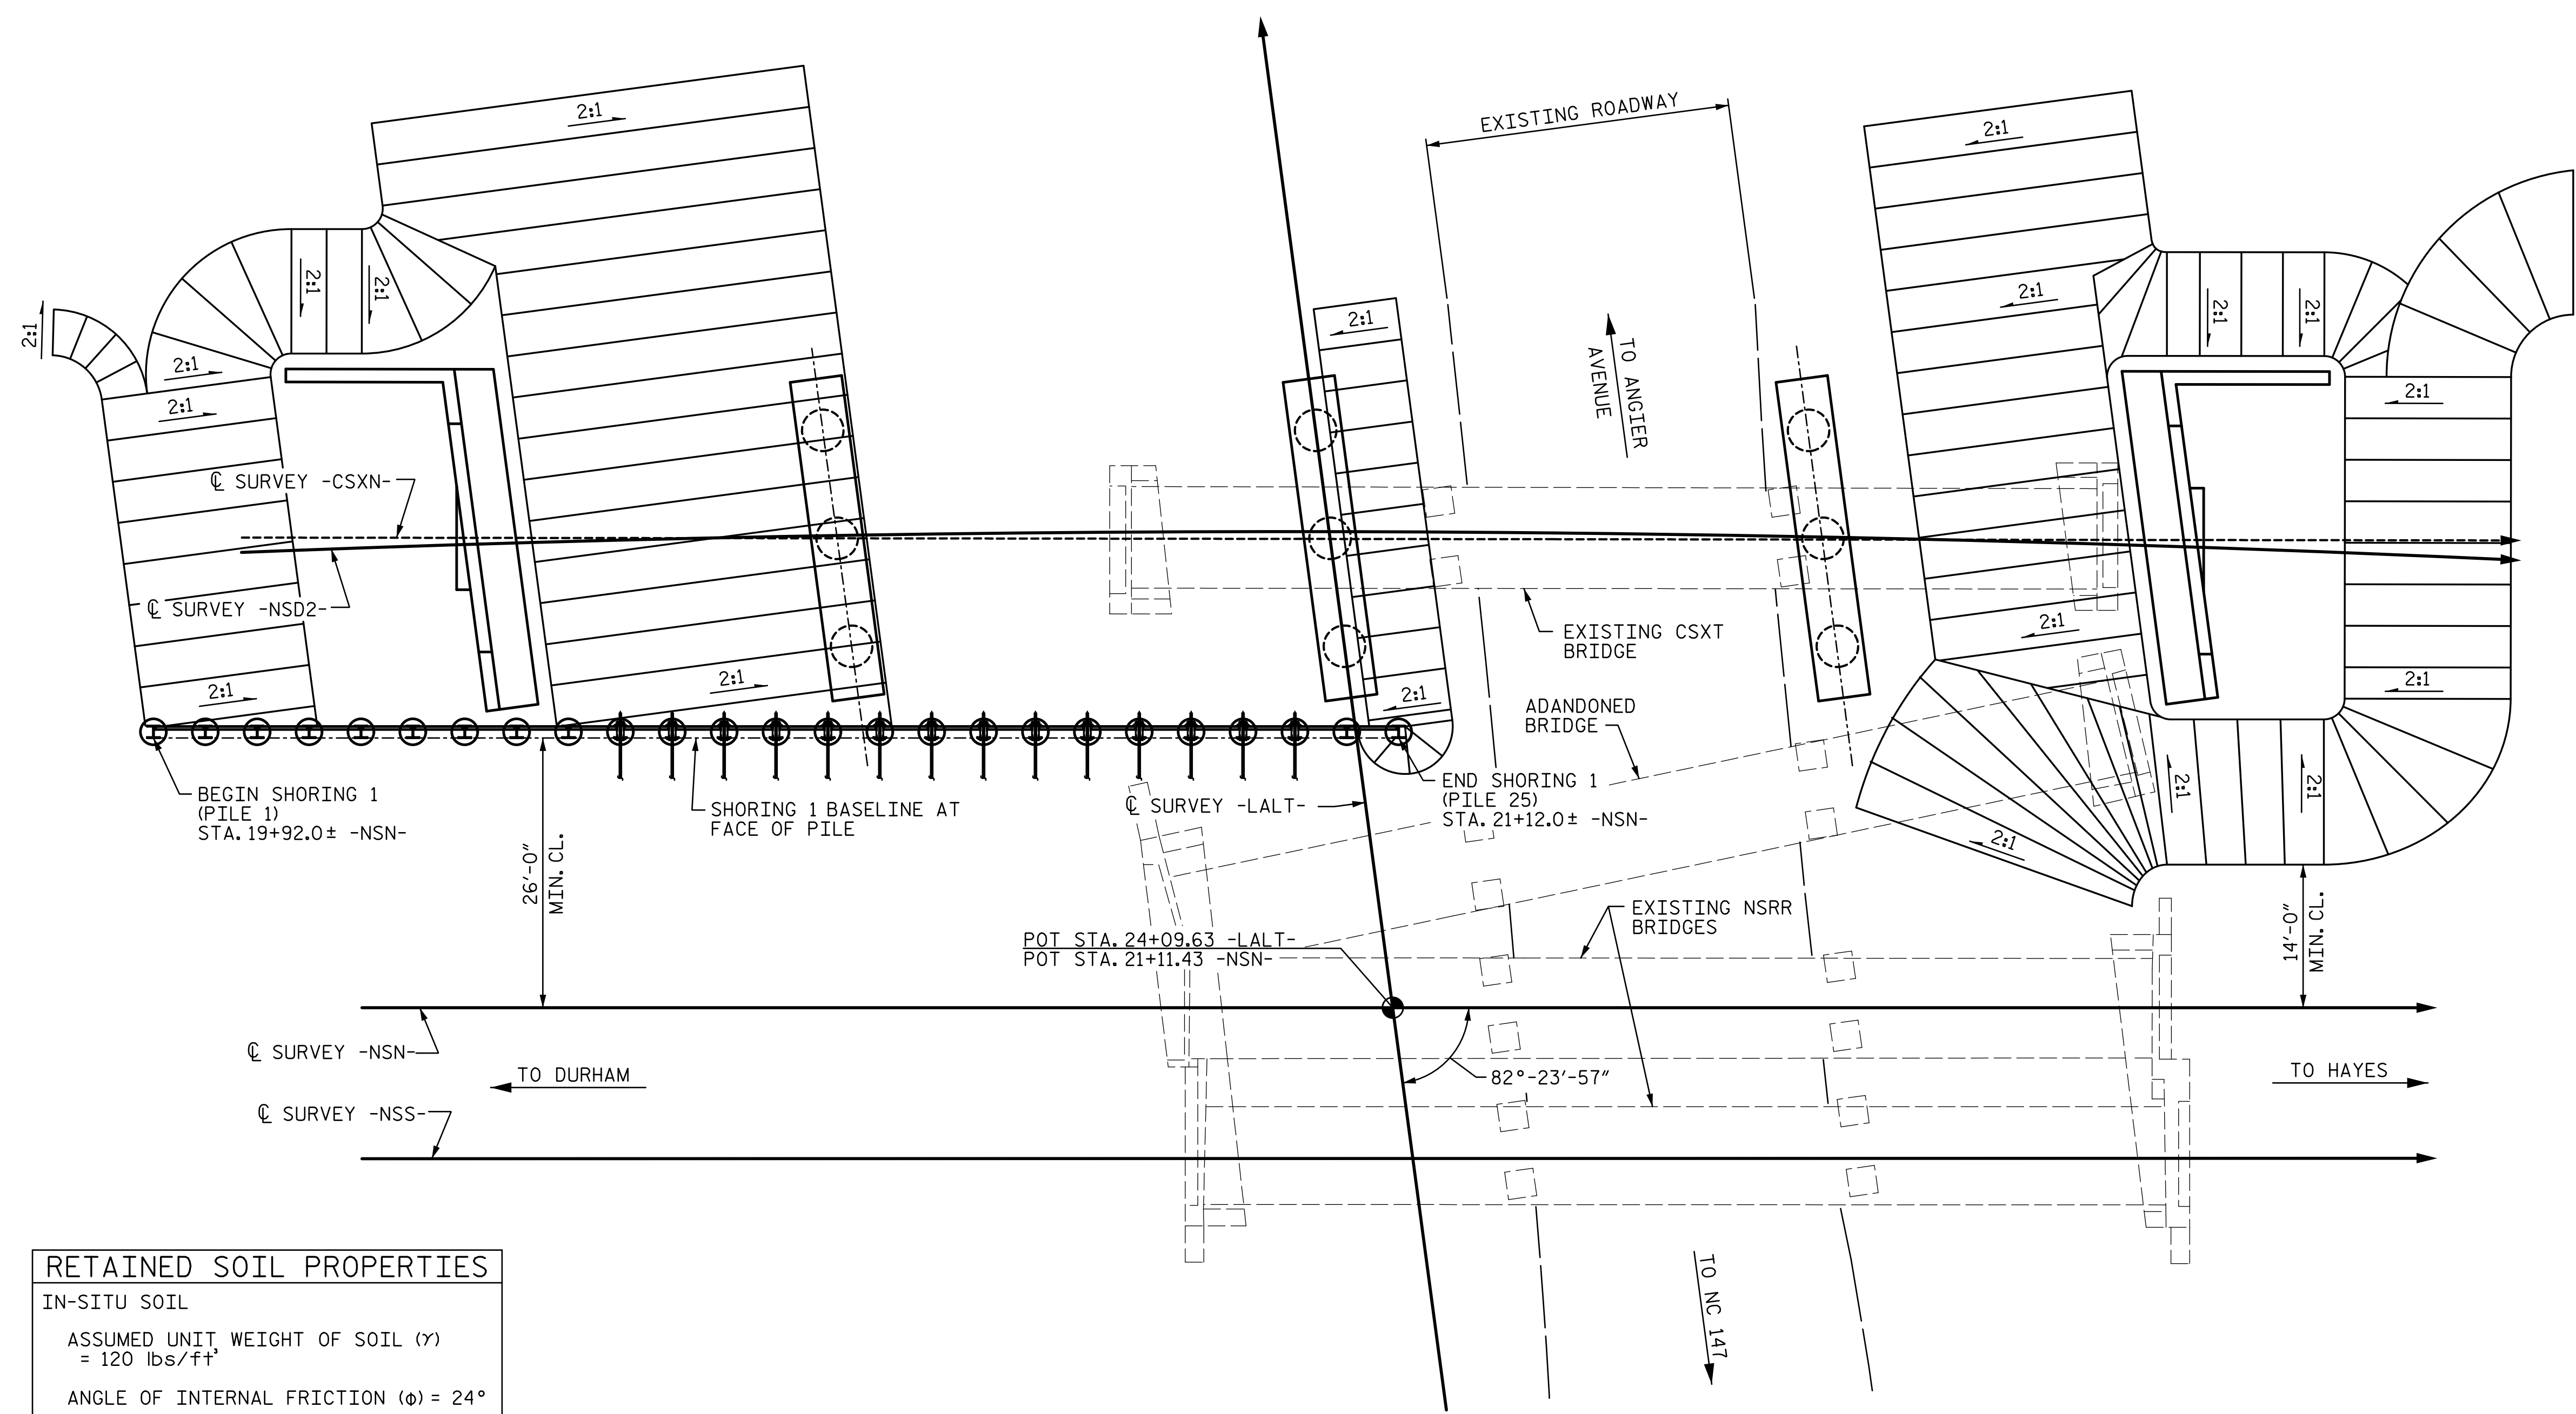 2:1
EXISTING ROADWAY
2:1
2:1
2:1
2:1
2:1
2:1
2:1
2:1
2:1
2:1
2:1
TO ANGIER
AVENUE
2:1
2:1
℄ SURVEY -CSXN-
℄ SURVEY -NSD2-
EXISTING CSXT
BRIDGE
2:1
2:1
2:1
2:1
2:1
ADANDONED
BRIDGE
BEGIN SHORING 1
(PILE 1)
STA. 19+92.0± -NSN-
SHORING 1 BASELINE AT
FACE OF PILE
℄ SURVEY -LALT-
END SHORING 1
(PILE 25)
STA. 21+12.0± -NSN-
2:1
2:1
2:1
26'-0"
MIN. CL.
14'-0"
MIN. CL.
EXISTING NSRR
BRIDGES
POT STA. 24+09.63 -LALT-
POT STA. 21+11.43 -NSN-
℄ SURVEY -NSN-
TO DURHAM
82°-23'-57"
TO HAYES
℄ SURVEY -NSS-
TO NC 147
RETAINED SOIL PROPERTIES
IN-SITU SOIL
ASSUMED UNIT WEIGHT OF SOIL (γ)
= 120 lbs/ft³
ANGLE OF INTERNAL FRICTION (φ) = 24°